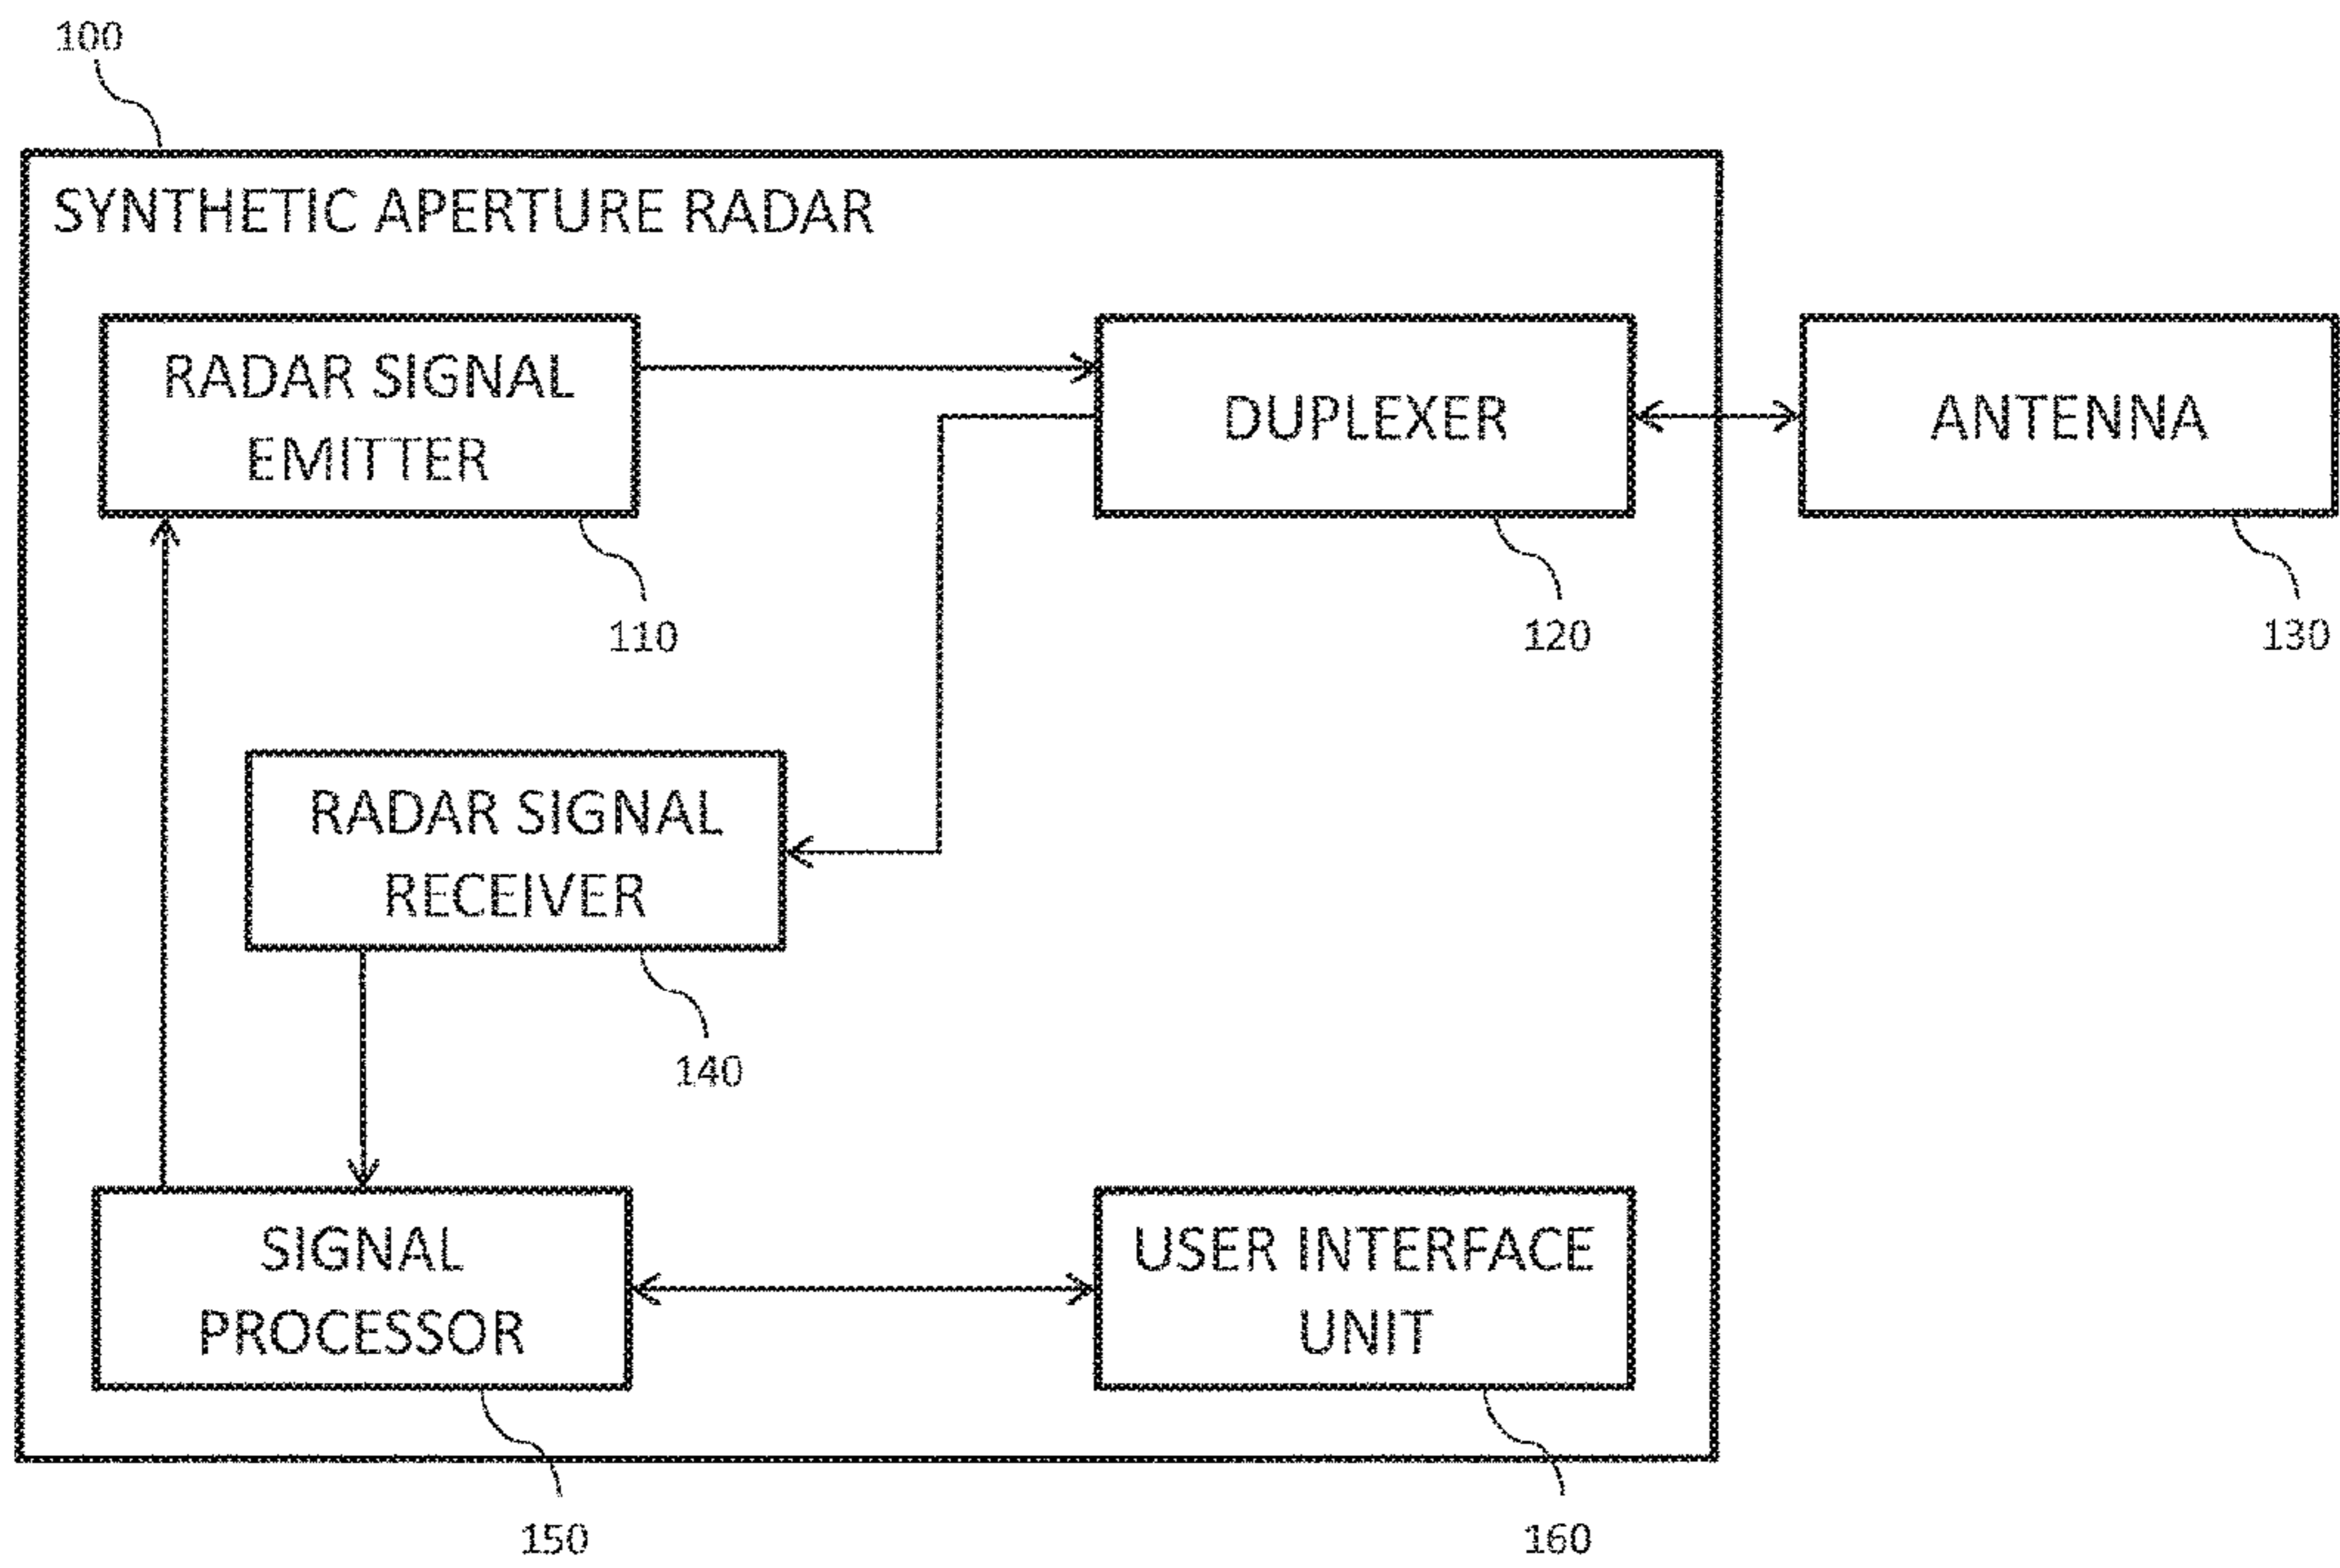 100
SYNTHETIC APERTURE RADAR
RADAR SIGNAL
EMITTER
DUPLEXER
ANTENNA
110
120
130
RADAR SIGNAL
RECEIVER
140
SIGNAL
PROCESSOR
USER INTERFACE
UNIT
150
160